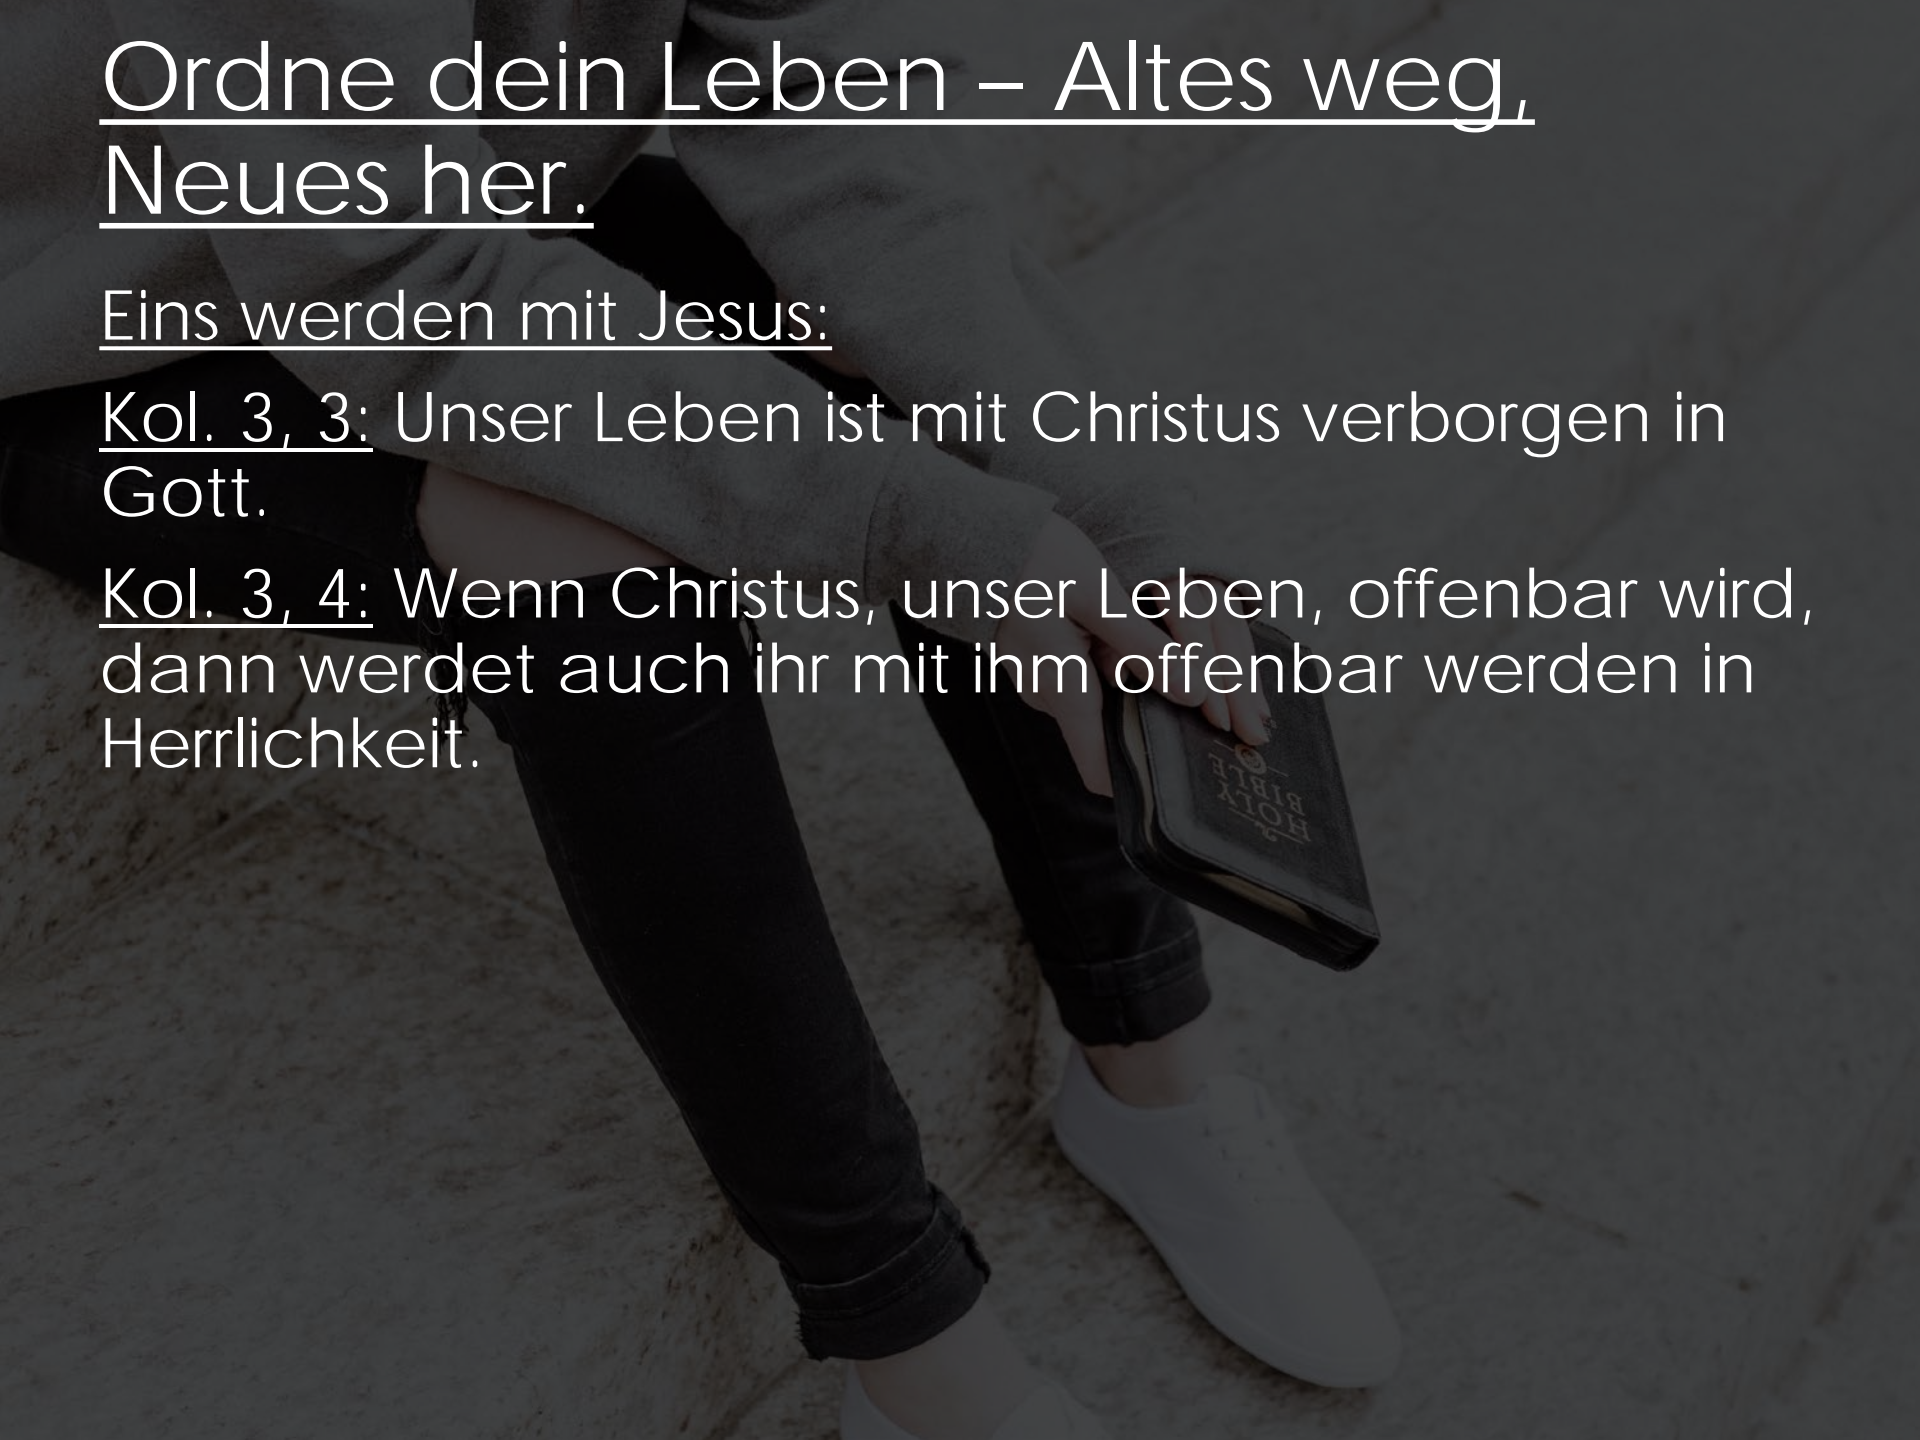 Ordne dein Leben – Altes weg,
Neues her.
Eins werden mit Jesus:
Kol. 3, 3: Unser Leben ist mit Christus verborgen in
Gott.
Kol. 3, 4: Wenn Christus, unser Leben, offenbar wird,
dann werdet auch ihr mit ihm offenbar werden in
Herrlichkeit.
HOLY
BIBLE